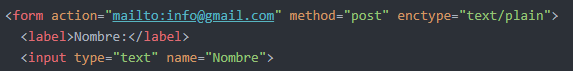 <form action="mailto:info@gmail.com" method="post" enctype="text/plain">
<label>Nombre:</label>
<input type="text" name="Nombre">